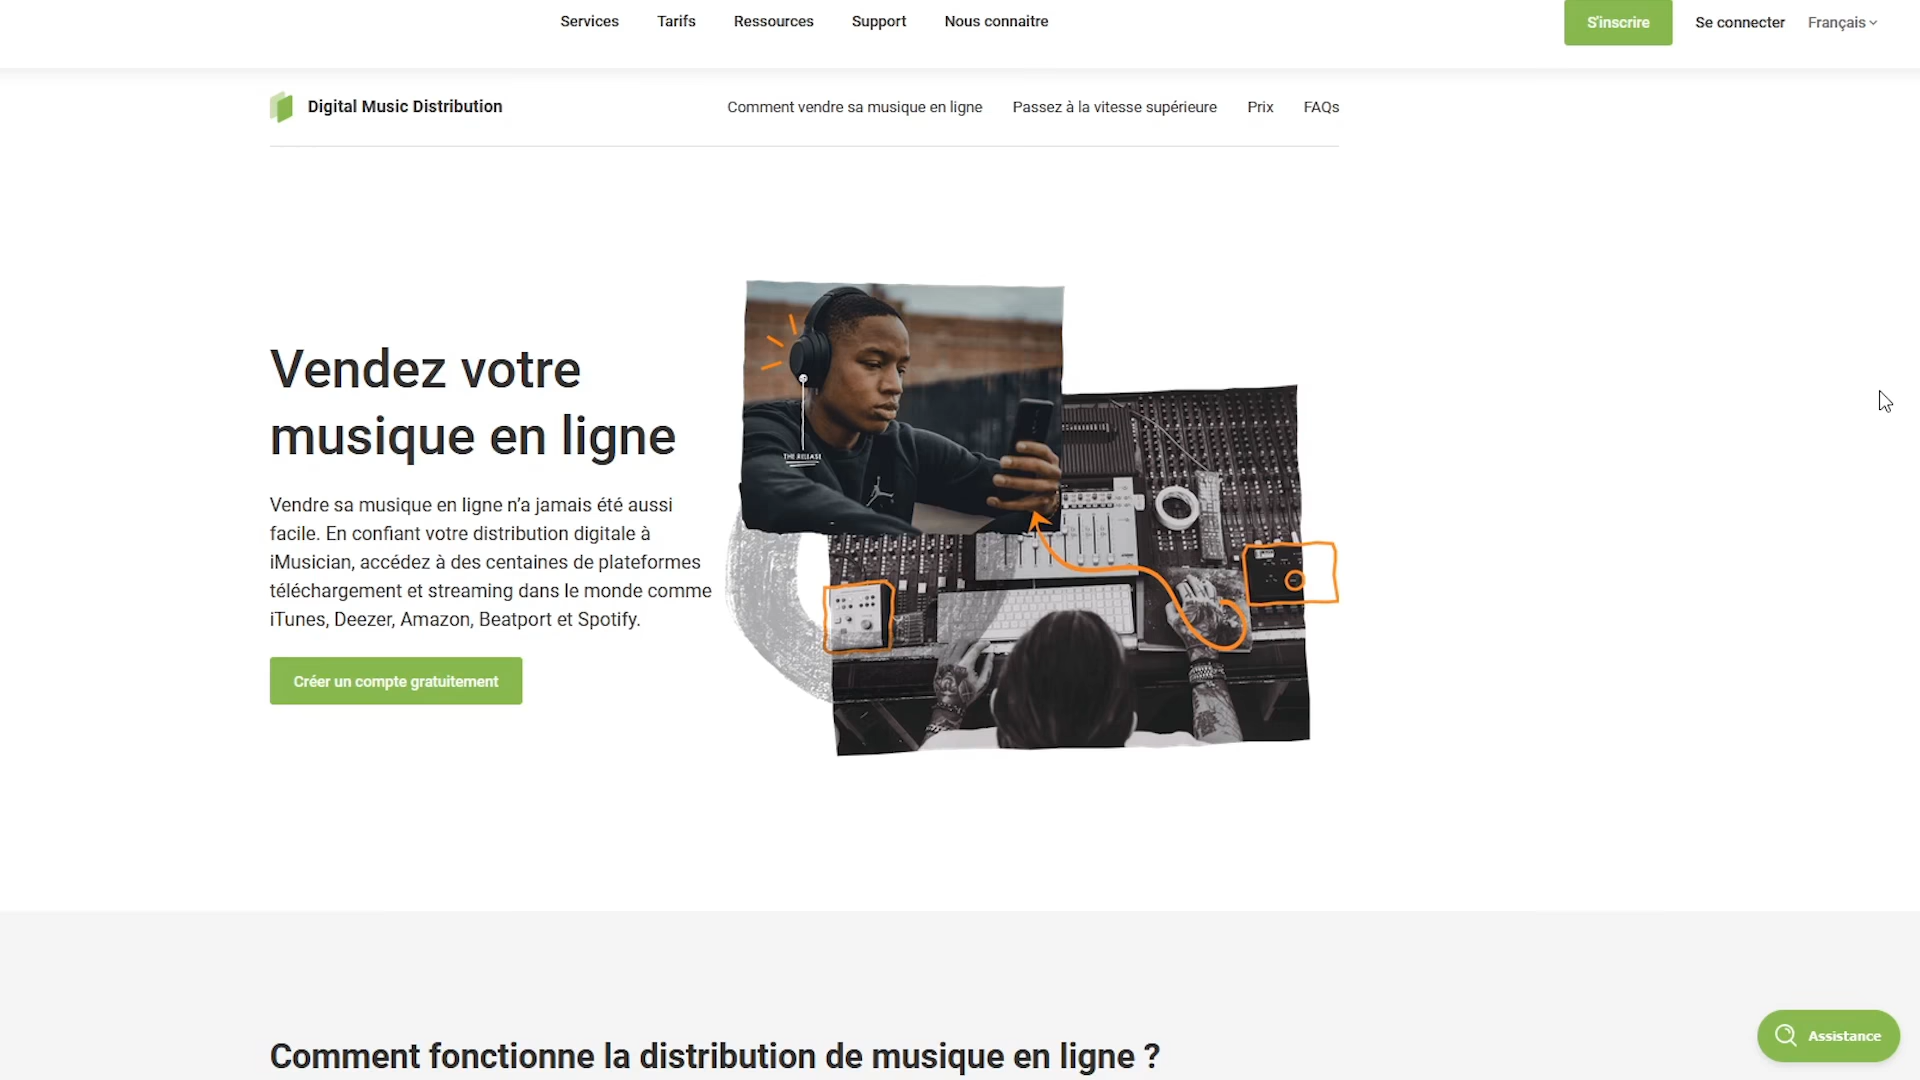 Services Tarifs Ressources Support Nous connaitre S'inscrire Se connecter Français
Digital Music Distribution Comment vendre sa musique en ligne Passez à la vitesse supérieure Prix FAQs
Vendez votre
musique en ligne
Vendre sa musique en ligne n’a jamais été aussi
facile. En confiant votre distribution digitale à
iMusician, accédez à des centaines de plateformes
téléchargement et streaming dans le monde comme
iTunes, Deezer, Amazon, Beatport et Spotify.
Créer un compte gratuitement
THE RELEASE
Comment fonctionne la distribution de musique en ligne ?
Assistance